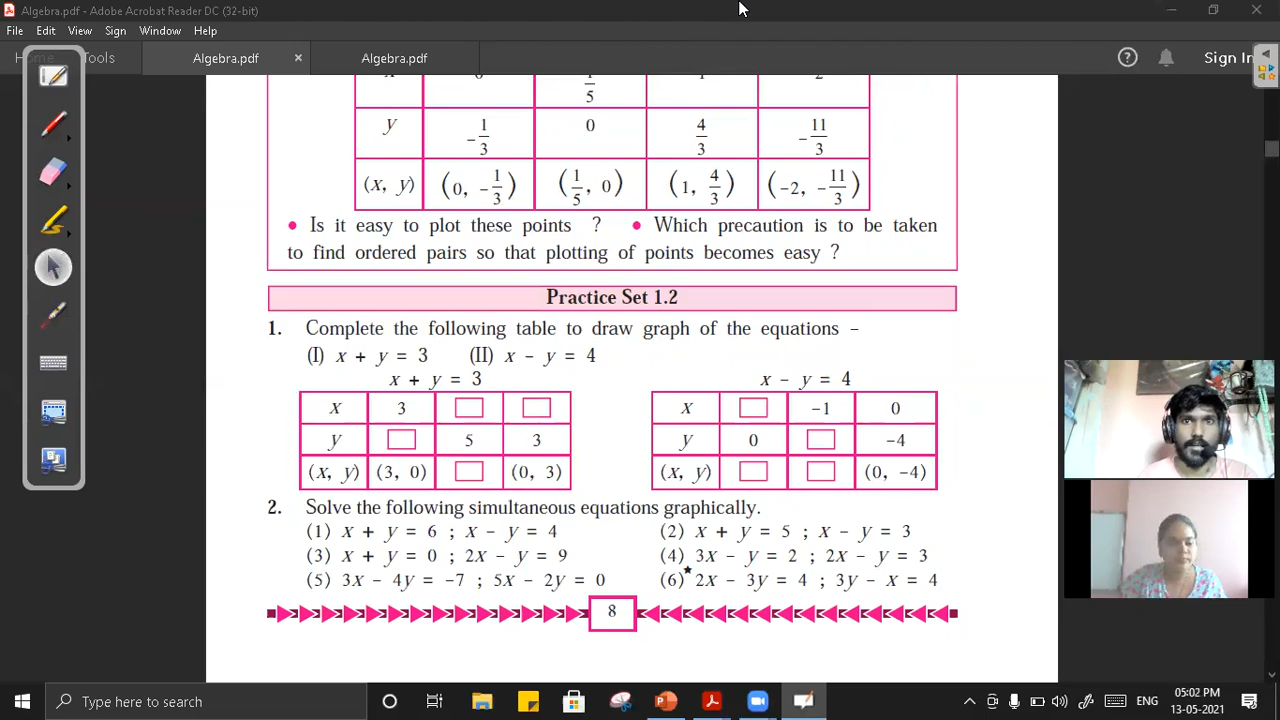 Algebra.pdf - Adobe Acrobat Reader DC (32-bit)
File Edit View Sign Window Help
Home Tools Algebra.pdf × Algebra.pdf Sign In
5
y -1/3 0 4/3 -11/3
(x, y) (0, -1/3) (1/5, 0) (1, 4/3) (-2, -11/3)
• Is it easy to plot these points ? • Which precaution is to be taken
to find ordered pairs so that plotting of points becomes easy ?
Practice Set 1.2
1. Complete the following table to draw graph of the equations –
(I) x + y = 3 (II) x - y = 4
x + y = 3 x - y = 4
x 3 □ □ x □ -1 0
y □ 5 3 y 0 □ -4
(x, y) (3, 0) □ (0, 3) (x, y) □ □ (0, -4)
2. Solve the following simultaneous equations graphically.
(1) x + y = 6 ; x - y = 4 (2) x + y = 5 ; x - y = 3
(3) x + y = 0 ; 2x - y = 9 (4) 3x - y = 2 ; 2x - y = 3
(5) 3x - 4y = -7 ; 5x - 2y = 0 (6)★ 2x - 3y = 4 ; 3y - x = 4
8
Type here to search
ENG
05:02 PM
13-05-2021